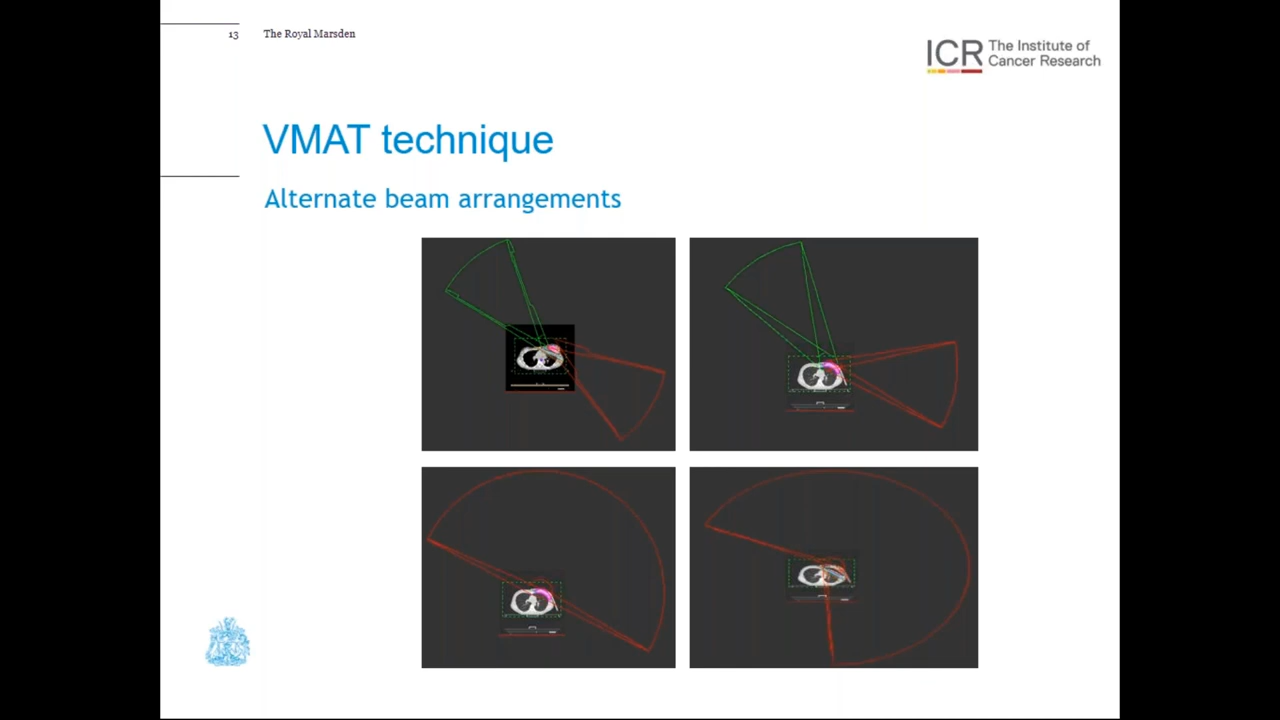 13 The Royal Marsden
ICR The Institute of
Cancer Research
VMAT technique
Alternate beam arrangements